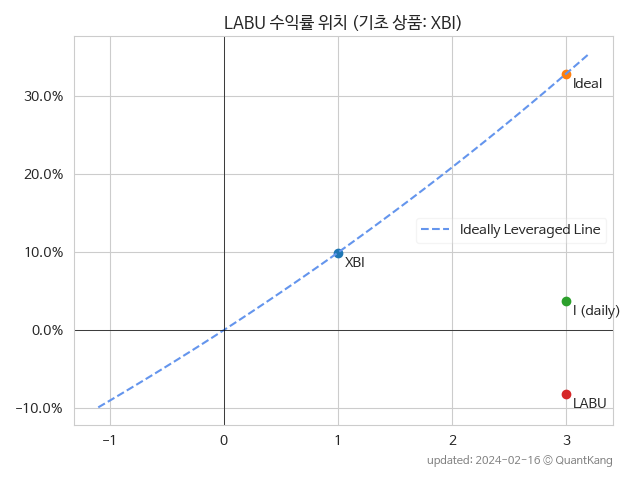 LABU 수익률 위치 (기초 상품: XBI)
30.0%
20.0%
10.0%
0.0%
−10.0%
Ideal
Ideally Leveraged Line
XBI
I (daily)
LABU
−1
0
1
2
3
updated: 2024-02-16 © QuantKang